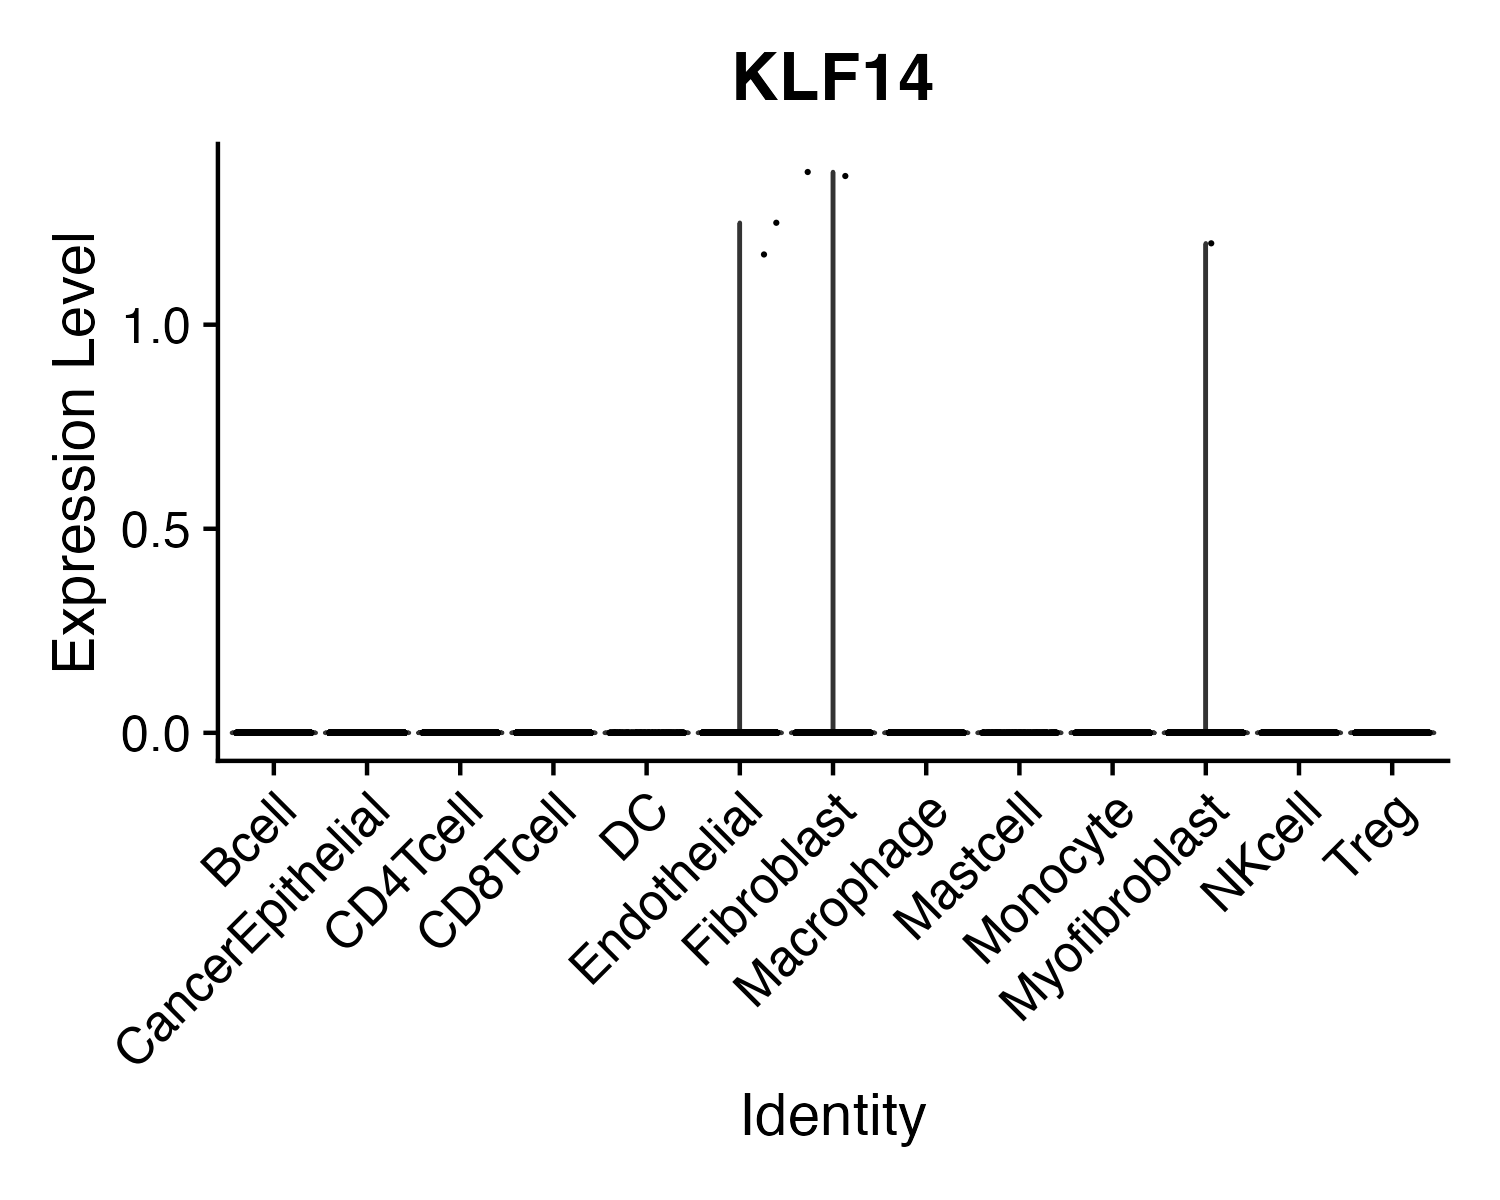 KLF14
Expression Level
1.0
0.5
0.0
Bcell
CancerEpithelial
CD4Tcell
CD8Tcell
DC
Endothelial
Fibroblast
Macrophage
Mastcell
Monocyte
Myofibroblast
NKcell
Treg
Identity